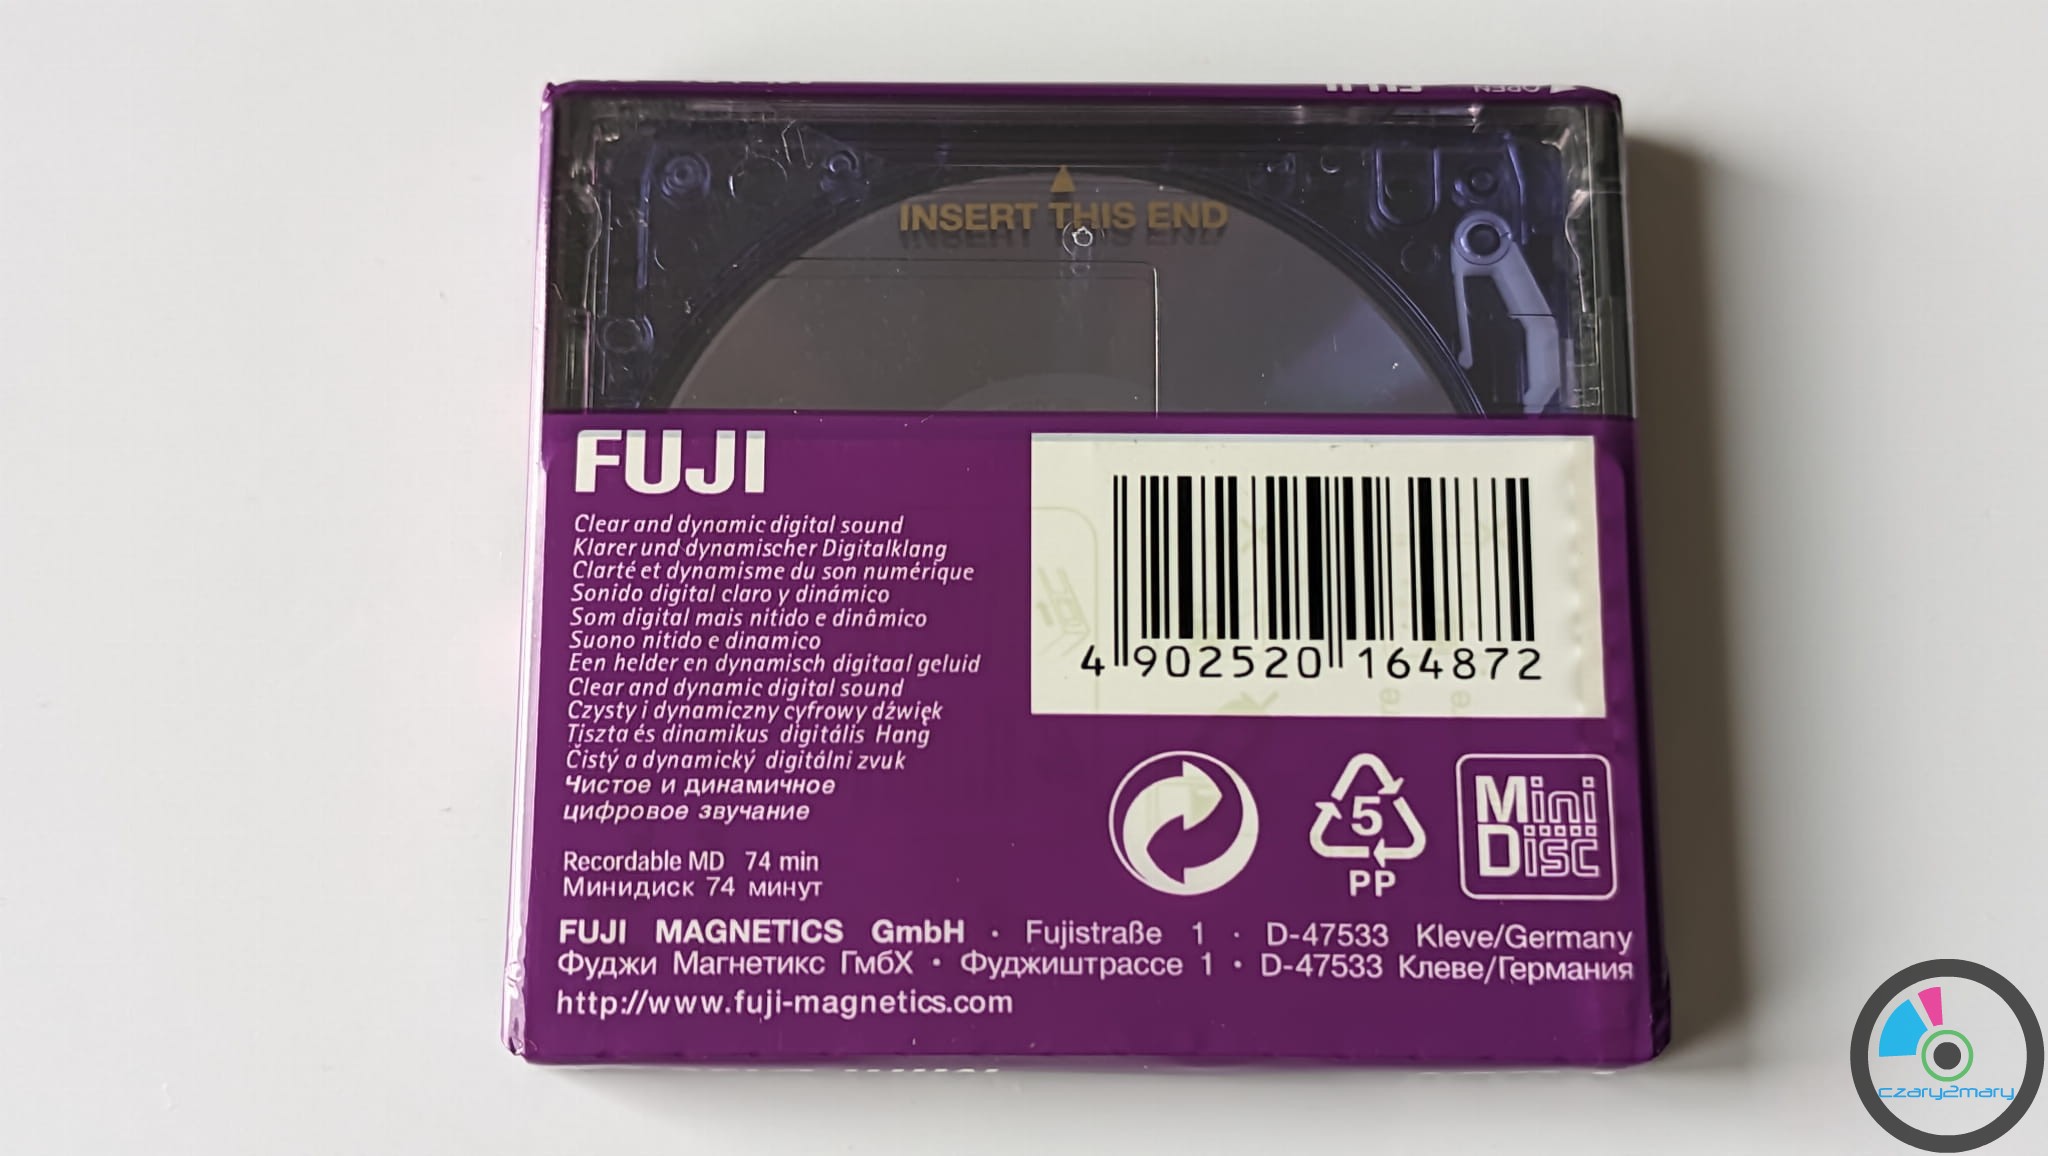 OPEN
FUJI
INSERT THIS END
FUJI
Clear and dynamic digital sound
Klarer und dynamischer Digitalklang
Clarté et dynamisme du son numérique
Sonido digital claro y dinámico
Som digital mais nitido e dinâmico
Suono nitido e dinamico
Een helder en dynamisch digitaal geluid
Clear and dynamic digital sound
Czysty i dynamiczny cyfrowy dźwięk
Tiszta és dinamikus digitális Hang
Čistý a dynamický digitálni zvuk
Чистое и динамичное
цифровое звучание
Recordable MD 74 min
Минидиск 74 минут
4 902520 164872
5
PP
Mini
Disc
FUJI MAGNETICS GmbH · Fujistraße 1 · D-47533 Kleve/Germany
Фуджи Магнетикс ГмбХ · Фуджиштрассе 1 · D-47533 Клеве/Германия
http://www.fuji-magnetics.com
czary2mary